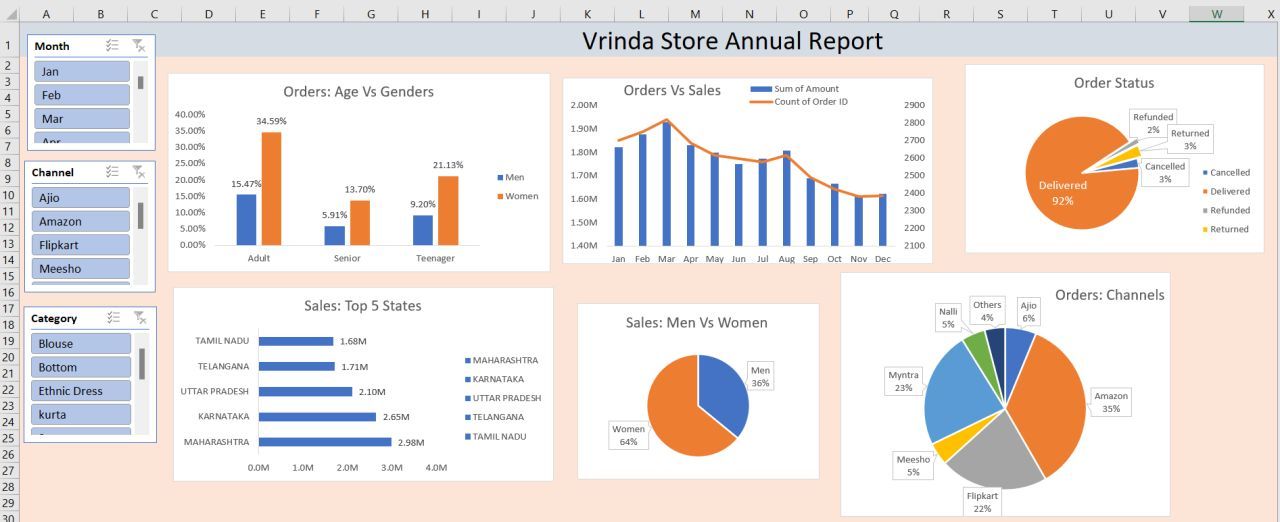 A B C D E F G H I J K L M N O P Q R S T U V W X
1 2 3 4 5 6 7 8 9 10 11 12 13 14 15 16 17 18 19 20 21 22 23 24 25 26 27 28 29 30
Vrinda Store Annual Report
Month
Jan
Feb
Mar
Apr
Channel
Ajio
Amazon
Flipkart
Meesho
Category
Blouse
Bottom
Ethnic Dress
kurta
Orders: Age Vs Genders
40.00%
35.00%
30.00%
25.00%
20.00%
15.00%
10.00%
5.00%
0.00%
15.47%
34.59%
5.91%
13.70%
9.20%
21.13%
Adult Senior Teenager
Men
Women
Orders Vs Sales
Sum of Amount
Count of Order ID
2.00M
1.90M
1.80M
1.70M
1.60M
1.50M
1.40M
2900
2800
2700
2600
2500
2400
2300
2200
2100
Jan Feb Mar Apr May Jun Jul Aug Sep Oct Nov Dec
Order Status
Refunded
2%
Returned
3%
Cancelled
3%
Delivered
92%
Cancelled
Delivered
Refunded
Returned
Sales: Top 5 States
TAMIL NADU 1.68M
TELANGANA 1.71M
UTTAR PRADESH 2.10M
KARNATAKA 2.65M
MAHARASHTRA 2.98M
0.0M 1.0M 2.0M 3.0M 4.0M
MAHARASHTRA
KARNATAKA
UTTAR PRADESH
TELANGANA
TAMIL NADU
Sales: Men Vs Women
Men
36%
Women
64%
Orders: Channels
Nalli
5%
Others
4%
Ajio
6%
Myntra
23%
Amazon
35%
Meesho
5%
Flipkart
22%